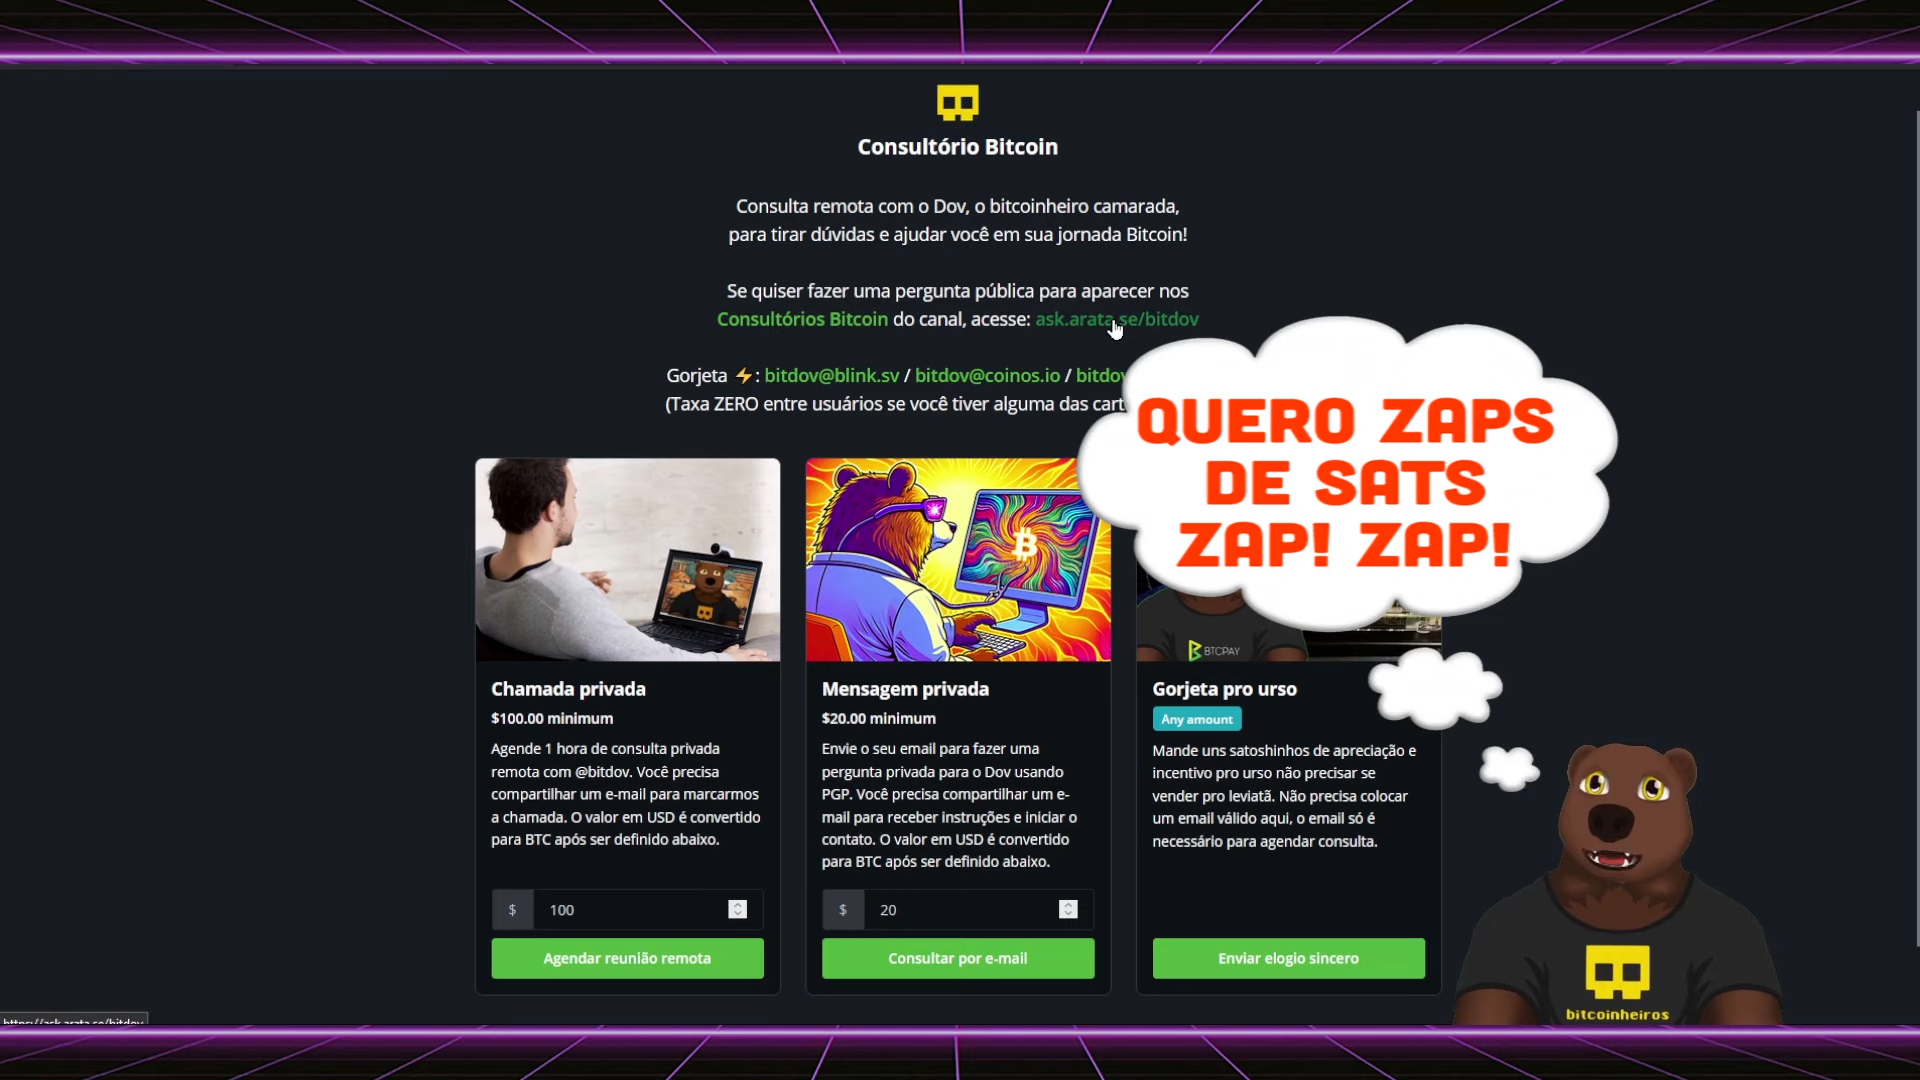 Consultório Bitcoin
Consulta remota com o Dov, o bitcoinheiro camarada,
para tirar dúvidas e ajudar você em sua jornada Bitcoin!
Se quiser fazer uma pergunta pública para aparecer nos
Consultórios Bitcoin do canal, acesse: ask.arata.se/bitdov
Gorjeta ⚡: bitdov@blink.sv / bitdov@coinos.io / bitdov
(Taxa ZERO entre usuários se você tiver alguma das
QUERO ZAPS
DE SATS
ZAP! ZAP!
BTCPAY
Chamada privada
$100.00 minimum
Agende 1 hora de consulta privada
remota com @bitdov. Você precisa
compartilhar um e-mail para marcarmos
a chamada. O valor em USD é convertido
para BTC após ser definido abaixo.
$ 100
Agendar reunião remota
Mensagem privada
$20.00 minimum
Envie o seu email para fazer uma
pergunta privada para o Dov usando
PGP. Você precisa compartilhar um e-
mail para receber instruções e iniciar o
contato. O valor em USD é convertido
para BTC após ser definido abaixo.
$ 20
Consultar por e-mail
Gorjeta pro urso
Any amount
Mande uns satoshinhos de apreciação e
incentivo pro urso não precisar se
vender pro leviatã. Não precisa colocar
um email válido aqui, o email só é
necessário para agendar consulta.
Enviar elogio sincero
bitcoinheiros
https://ask.arata.se/bitdov